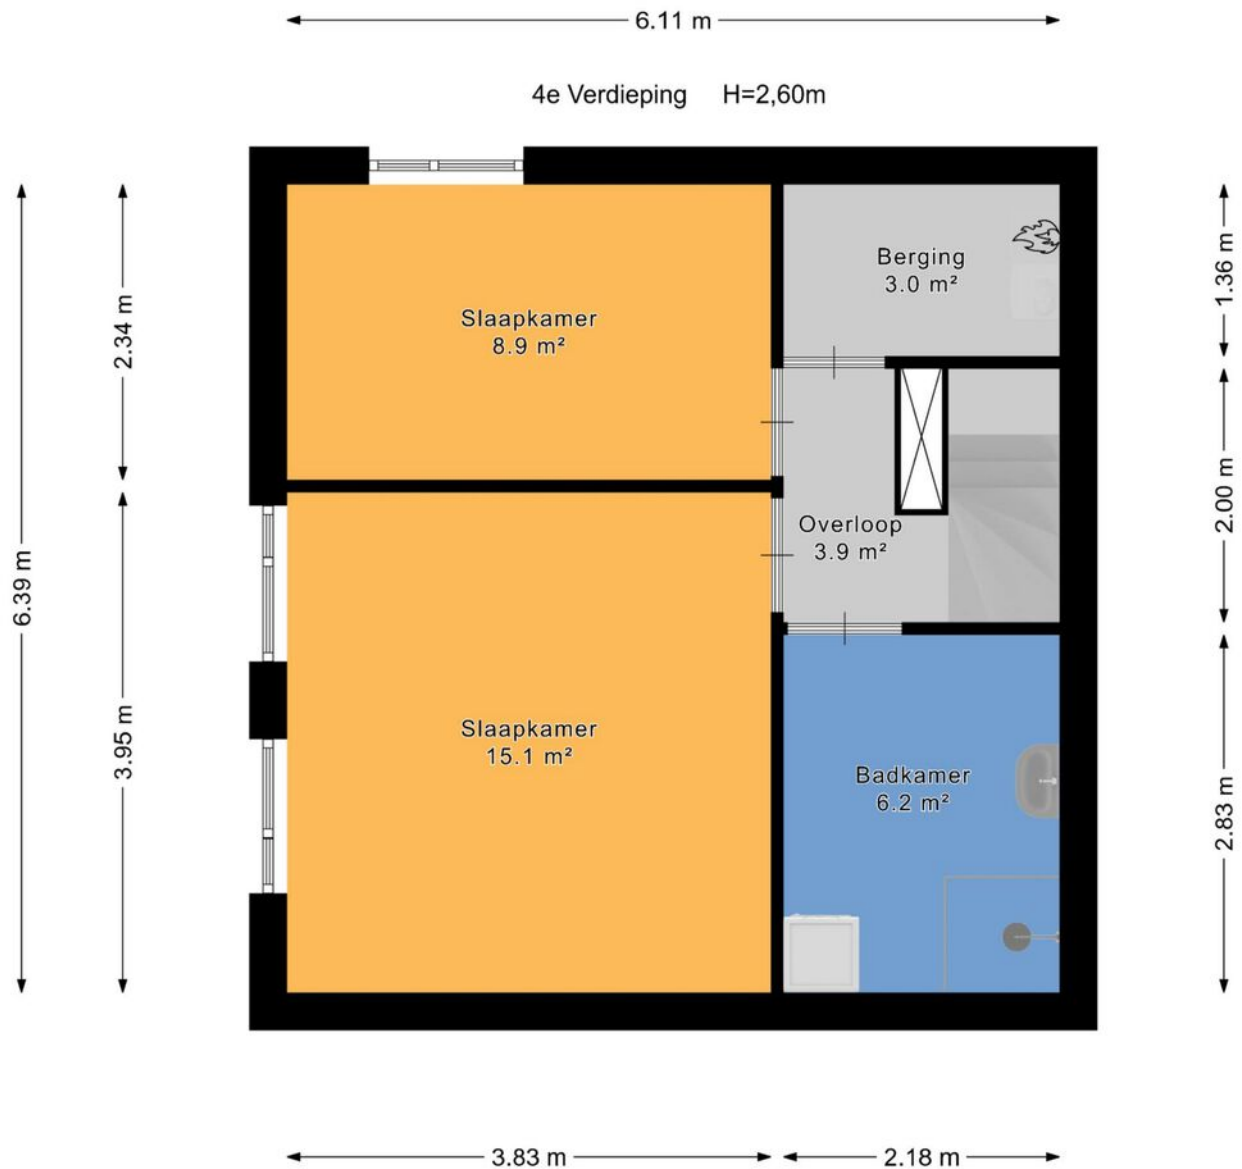 6.11 m
4e Verdieping H=2,60m
Berging
3.0 m²
1.36 m
Slaapkamer
8.9 m²
2.34 m
2.00 m
Overloop
3.9 m²
6.39 m
Slaapkamer
15.1 m²
3.95 m
Badkamer
6.2 m²
2.83 m
3.83 m
2.18 m